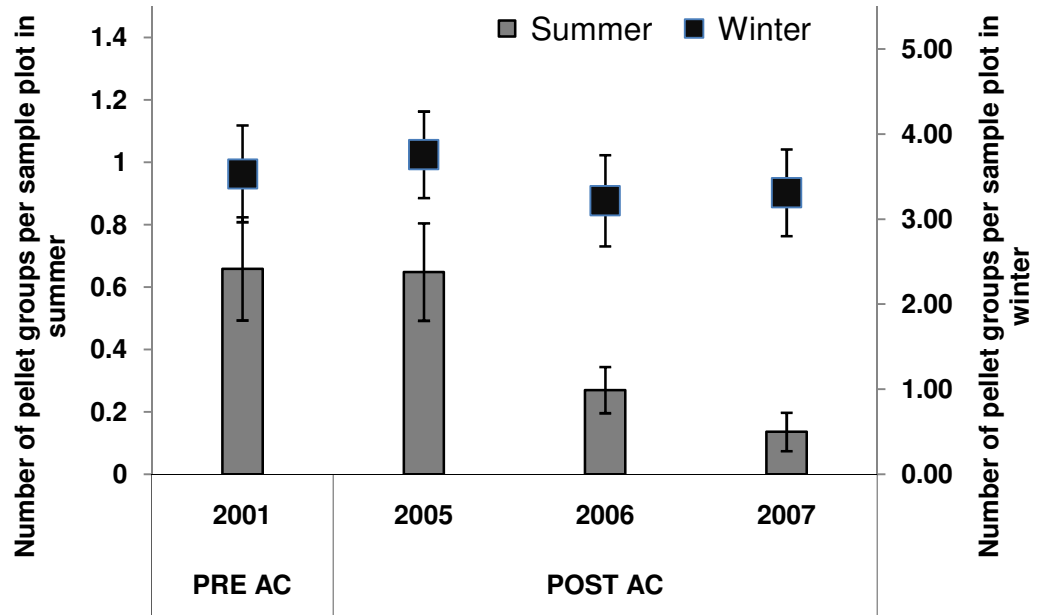 Summer Winter
Number of pellet groups per sample plot in
summer
1.4
1.2
1
0.8
0.6
0.4
0.2
0
5.00
4.00
3.00
2.00
1.00
0.00
Number of pellet groups per sample plot in
winter
2001 2005 2006 2007
PRE AC POST AC